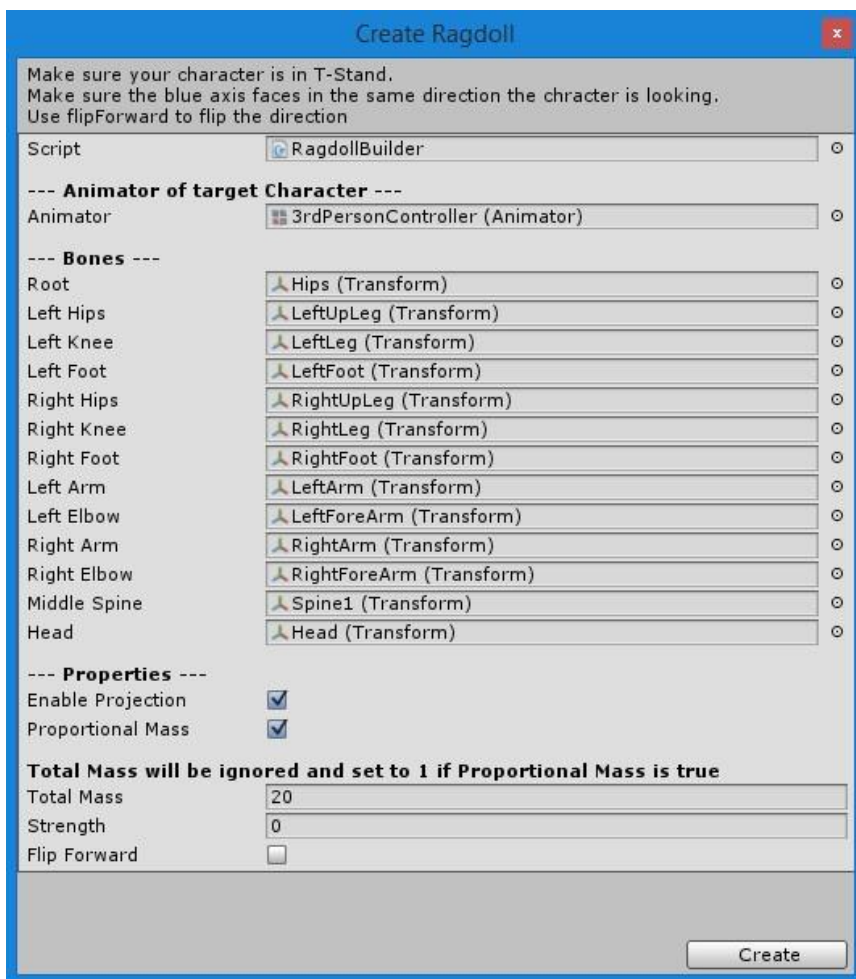 Create Ragdoll
x
Make sure your character is in T-Stand.
Make sure the blue axis faces in the same direction the chracter is looking.
Use flipForward to flip the direction
Script RagdollBuilder
--- Animator of target Character ---
Animator 3rdPersonController (Animator)
--- Bones ---
Root Hips (Transform)
Left Hips LeftUpLeg (Transform)
Left Knee LeftLeg (Transform)
Left Foot LeftFoot (Transform)
Right Hips RightUpLeg (Transform)
Right Knee RightLeg (Transform)
Right Foot RightFoot (Transform)
Left Arm LeftArm (Transform)
Left Elbow LeftForeArm (Transform)
Right Arm RightArm (Transform)
Right Elbow RightForeArm (Transform)
Middle Spine Spine1 (Transform)
Head Head (Transform)
--- Properties ---
Enable Projection
Proportional Mass
Total Mass will be ignored and set to 1 if Proportional Mass is true
Total Mass 20
Strength 0
Flip Forward
Create